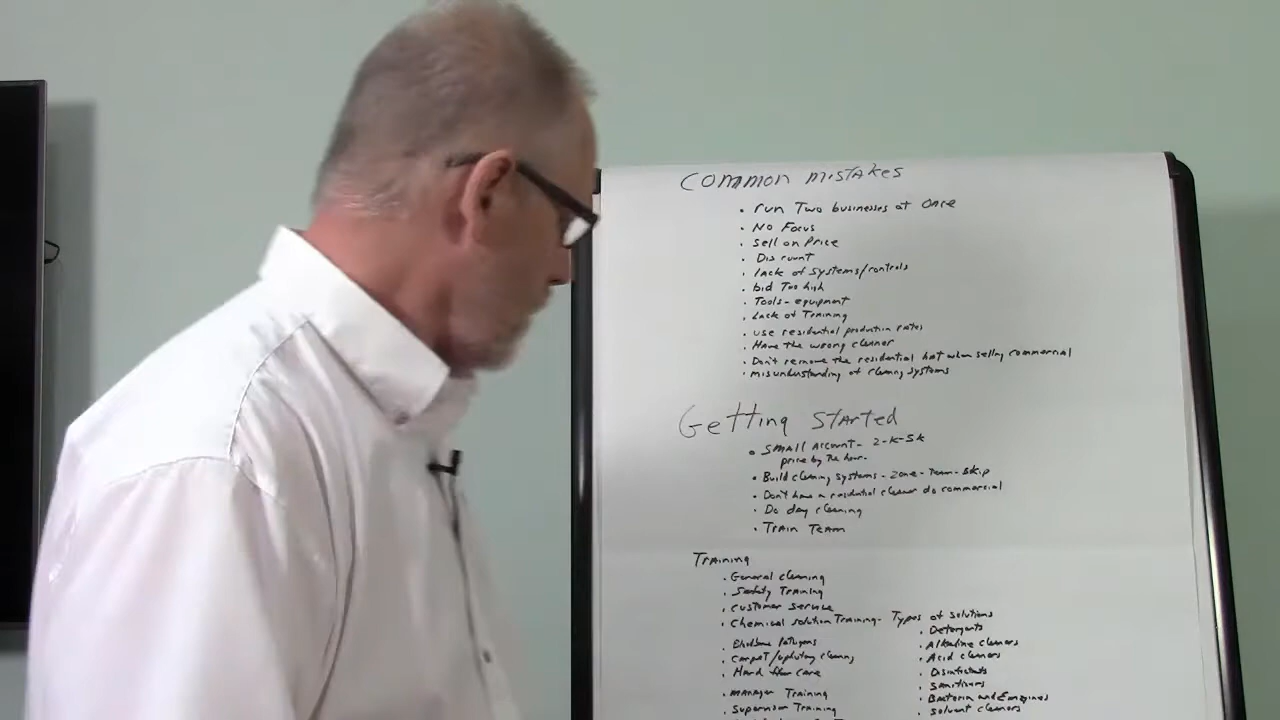 Common mistakes
• run Two businesses at Once
• No Focus
• Sell on Price
• Discount
• lack of Systems/controls
• bid Too high
• Tools - equipment
• Lack of Training
• use residential production rates
• Have the wrong cleaner
• Don't remove the residential hat when selling commercial
• misunderstanding of cleaning systems
Getting Started
• Small Account - 2-K-5K
price by the hour.
• Build cleaning systems - Zone - Team - Skip
• Don't have a residential cleaner do commercial
• Do day cleaning
• Train Team
Training
• General cleaning
• Safety Training
• Customer Service
• Chemical solution Training - Types of solutions
• Detergents
• Alkaline cleaners
• Acid cleaners
• Disinfectants
• Sanitizers
• Bacteria and Enzymes
• Solvent cleaners
• Bloodborne Pathogens
• Carpet/upholstery cleaning
• Hard floor care
• Manager Training
• Supervisor Training